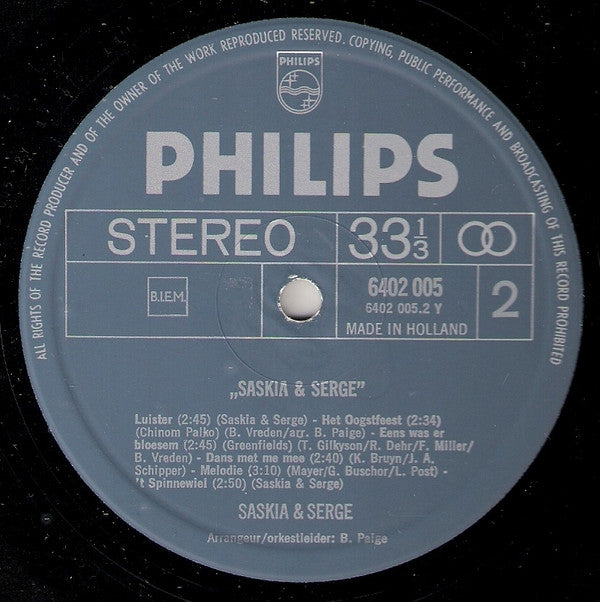 ALL RIGHTS OF THE RECORD PRODUCER AND OF THE OWNER OF THE WORK REPRODUCED RESERVED. COPYING, PUBLIC PERFORMANCE AND BROADCASTING OF THIS RECORD PROHIBITED
PHILIPS
PHILIPS
STEREO 33 1/3
B.I.E.M. 6402 005 2
6402 005.2 Y
MADE IN HOLLAND
„SASKIA & SERGE”
Luister (2:45) (Saskia & Serge) - Het Oogstfeest (2:34)
(Chinom Palko) (B. Vreden/arr. B. Paige) - Eens was er
bloesem (2:45) (Greenfields) (T. Gilkyson/R. Dehr/F. Miller/
B. Vreden) - Dans met me mee (2:40) (K. Bruyn/J. A.
Schipper) - Melodie (3:10) (Mayer/G. Buschor/L. Post) -
't Spinnewiel (2:50) (Saskia & Serge)
SASKIA & SERGE
Arrangeur/orkestleider: B. Paige